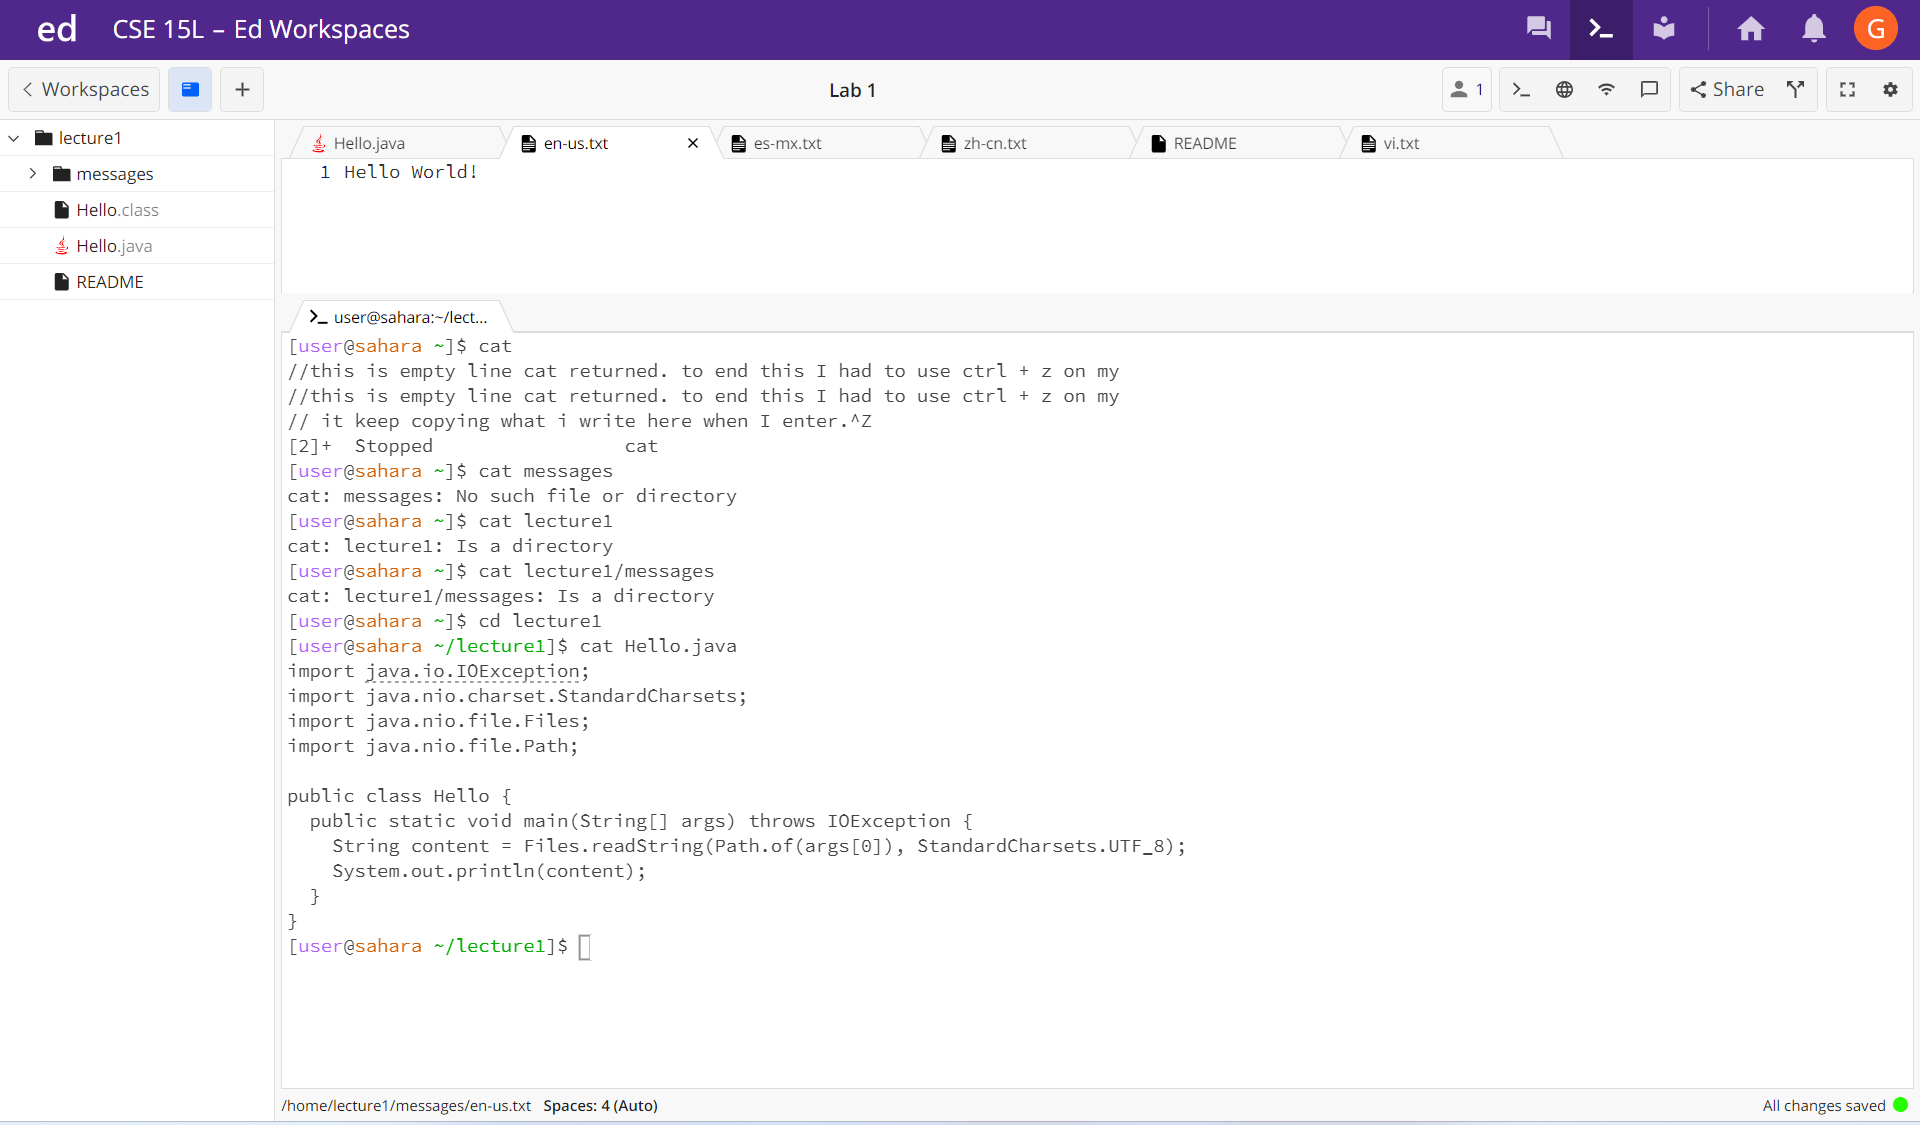 ed CSE 15L – Ed Workspaces G
Workspaces + Lab 1 1 Share
lecture1
messages
Hello.class
Hello.java
README
Hello.java en-us.txt es-mx.txt zh-cn.txt README vi.txt
1 Hello World!
user@sahara:~/lect...
[user@sahara ~]$ cat
//this is empty line cat returned. to end this I had to use ctrl + z on my
//this is empty line cat returned. to end this I had to use ctrl + z on my
// it keep copying what i write here when I enter.^Z
[2]+  Stopped                 cat
[user@sahara ~]$ cat messages
cat: messages: No such file or directory
[user@sahara ~]$ cat lecture1
cat: lecture1: Is a directory
[user@sahara ~]$ cat lecture1/messages
cat: lecture1/messages: Is a directory
[user@sahara ~]$ cd lecture1
[user@sahara ~/lecture1]$ cat Hello.java
import java.io.IOException;
import java.nio.charset.StandardCharsets;
import java.nio.file.Files;
import java.nio.file.Path;
public class Hello {
  public static void main(String[] args) throws IOException {
    String content = Files.readString(Path.of(args[0]), StandardCharsets.UTF_8);
    System.out.println(content);
  }
}
[user@sahara ~/lecture1]$
/home/lecture1/messages/en-us.txt Spaces: 4 (Auto) All changes saved